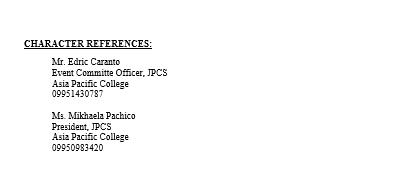 CHARACTER REFERENCES:
Mr. Edric Caranto
Event Committe Officer, JPCS
Asia Pacific College
09951430787
Ms. Mikhaela Pachico
President, JPCS
Asia Pacific College
09950983420